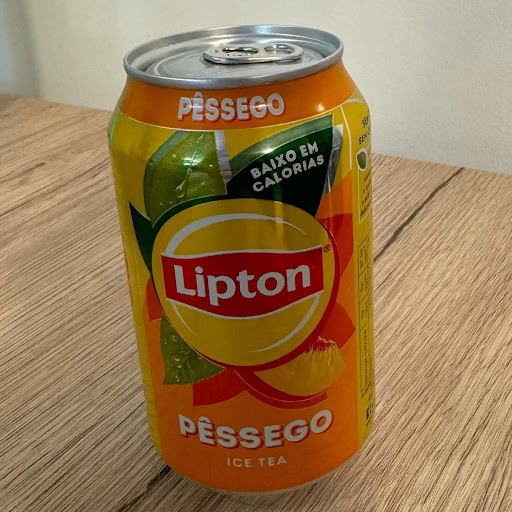 PÊSSEGO
BAIXO EM
CALORIAS
Lipton®
PÊSSEGO
ICE TEA